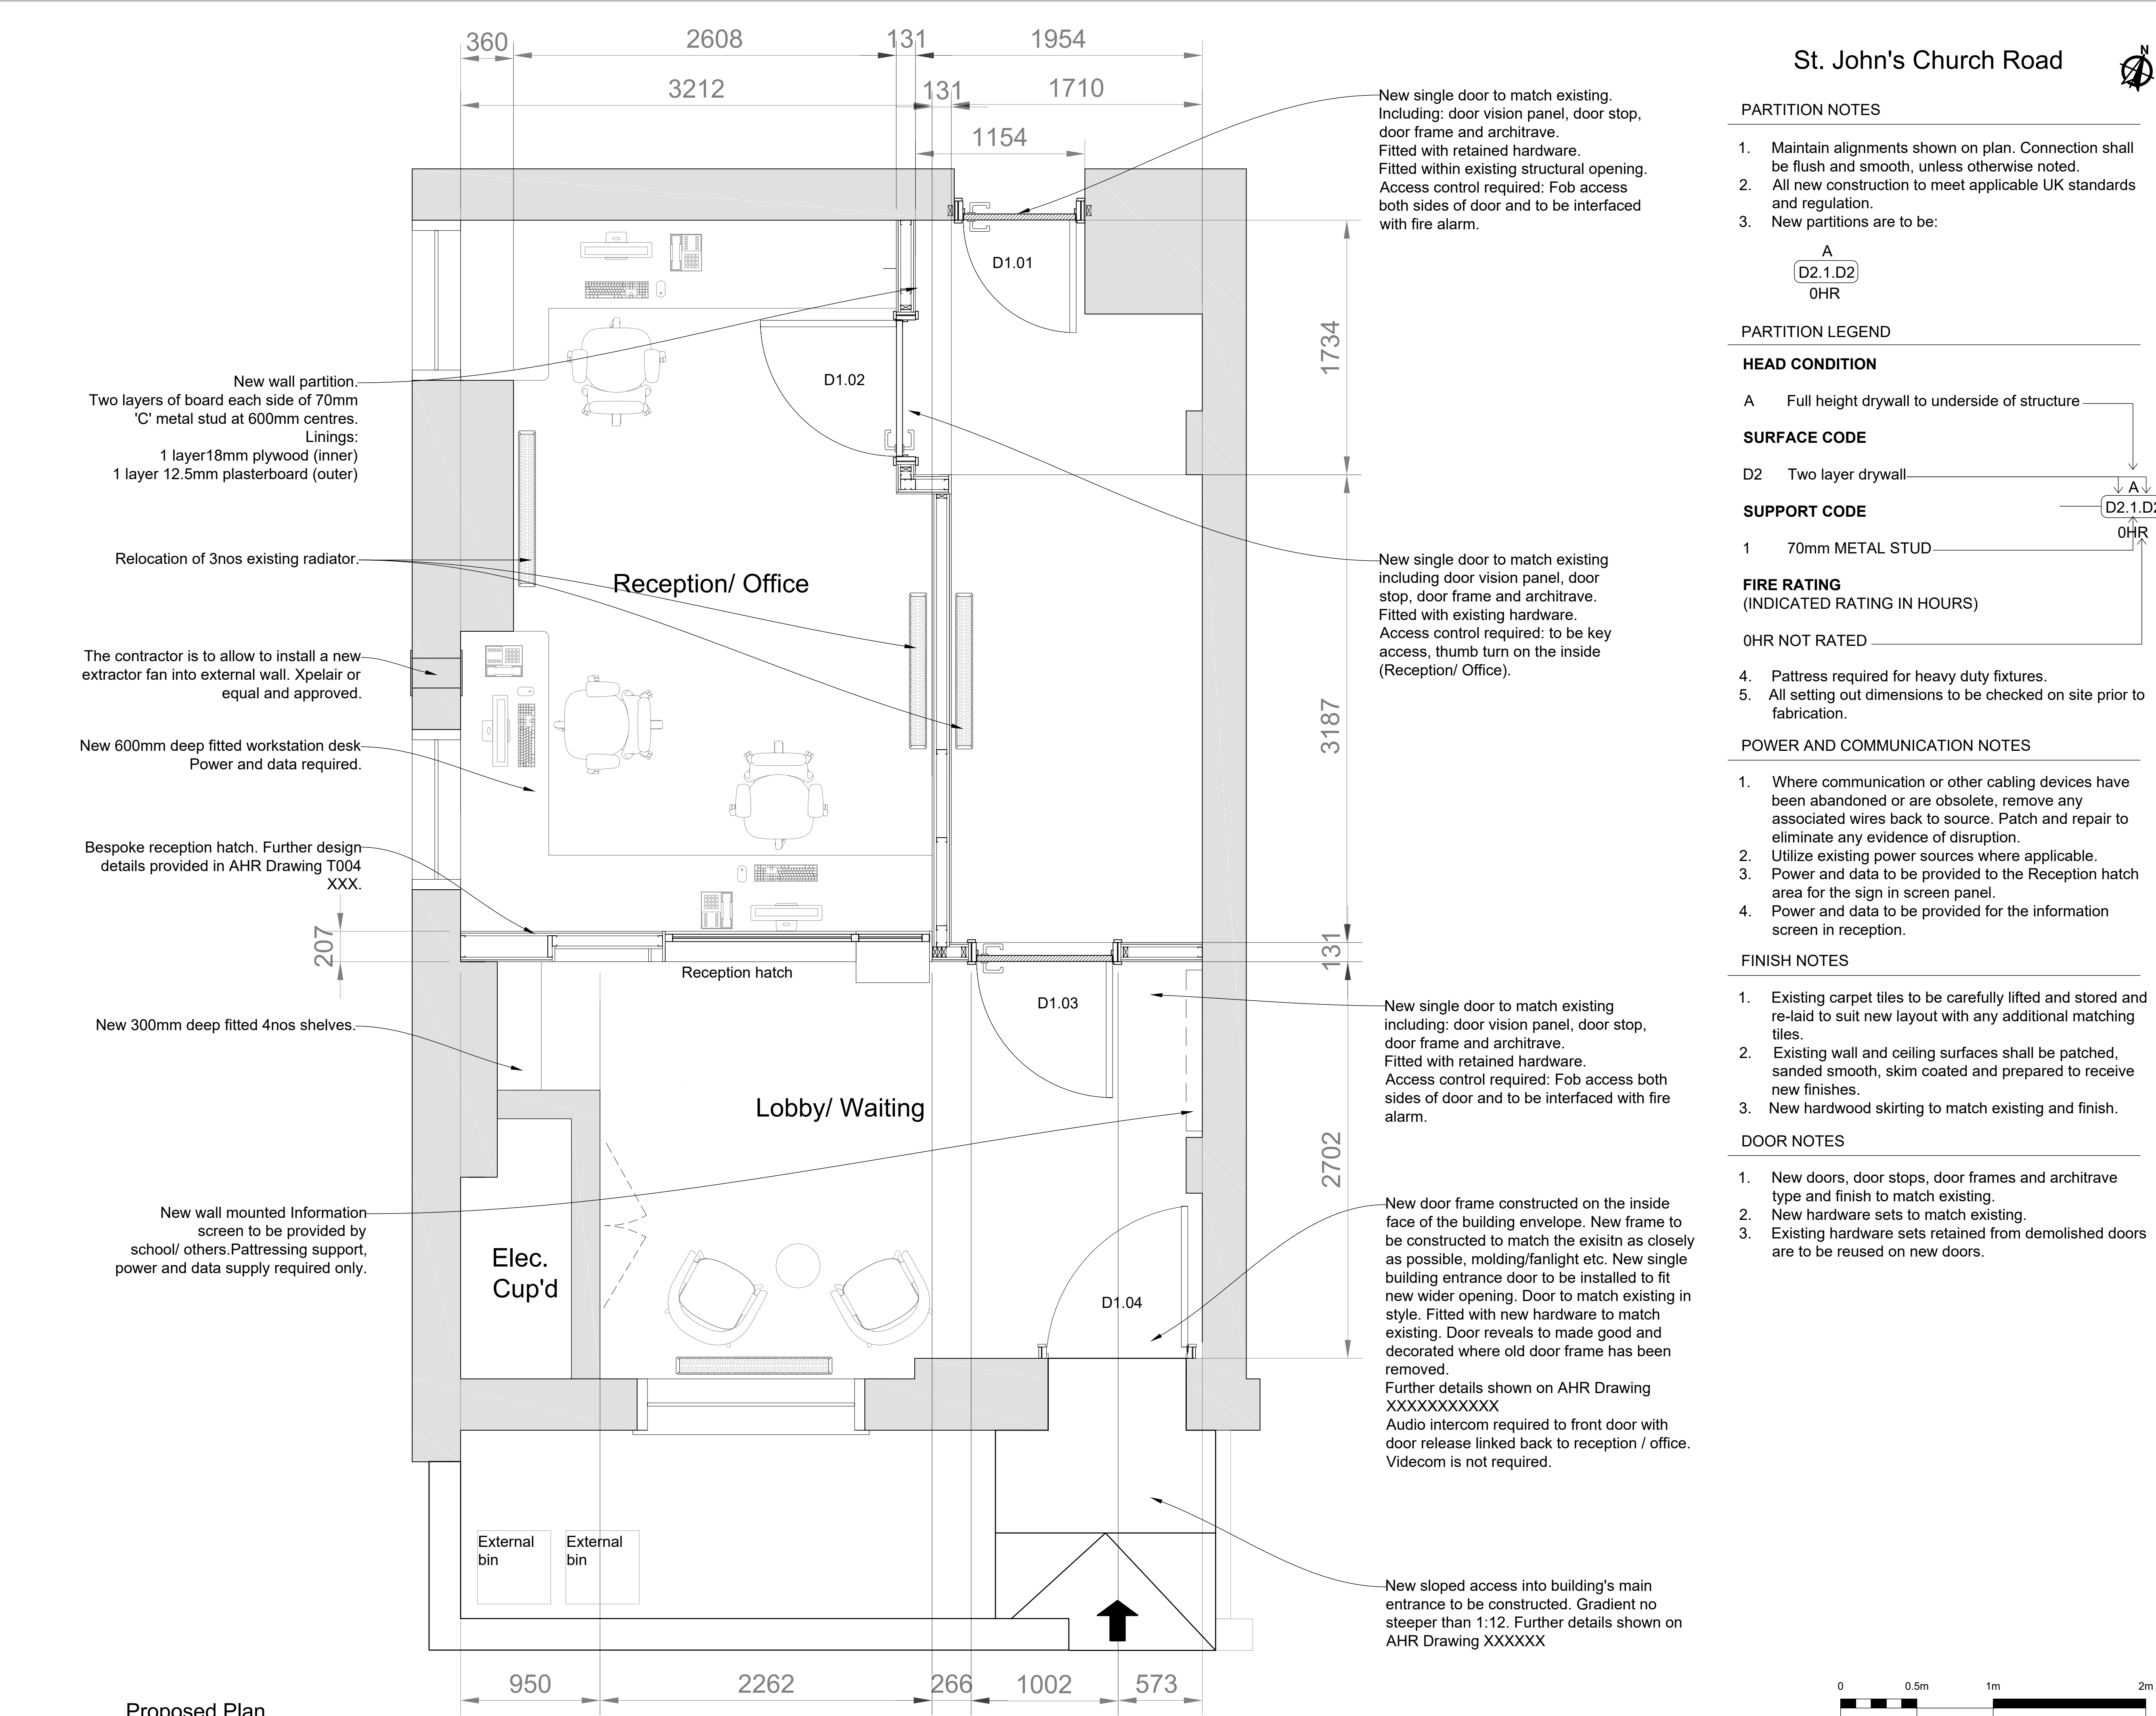 360
2608
131
1954
3212
131
1710
1154
1734
3187
131
2702
207
950
2262
266
1002
573
New wall partition.
Two layers of board each side of 70mm
'C' metal stud at 600mm centres.
Linings:
1 layer18mm plywood (inner)
1 layer 12.5mm plasterboard (outer)
Relocation of 3nos existing radiator.
The contractor is to allow to install a new
extractor fan into external wall. Xpelair or
equal and approved.
New 600mm deep fitted workstation desk
Power and data required.
Bespoke reception hatch. Further design
details provided in AHR Drawing T004
XXX.
New 300mm deep fitted 4nos shelves.
New wall mounted Information
screen to be provided by
school/ others.Pattressing support,
power and data supply required only.
D1.01
D1.02
Reception/ Office
Reception hatch
D1.03
Lobby/ Waiting
Elec.
Cup'd
D1.04
External
bin
External
bin
New single door to match existing.
Including: door vision panel, door stop,
door frame and architrave.
Fitted with retained hardware.
Fitted within existing structural opening.
Access control required: Fob access
both sides of door and to be interfaced
with fire alarm.
New single door to match existing
including door vision panel, door
stop, door frame and architrave.
Fitted with existing hardware.
Access control required: to be key
access, thumb turn on the inside
(Reception/ Office).
New single door to match existing
including: door vision panel, door stop,
door frame and architrave.
Fitted with retained hardware.
Access control required: Fob access both
sides of door and to be interfaced with fire
alarm.
New door frame constructed on the inside
face of the building envelope. New frame to
be constructed to match the exisitn as closely
as possible, molding/fanlight etc. New single
building entrance door to be installed to fit
new wider opening. Door to match existing in
style. Fitted with new hardware to match
existing. Door reveals to made good and
decorated where old door frame has been
removed.
Further details shown on AHR Drawing
XXXXXXXXXXX
Audio intercom required to front door with
door release linked back to reception / office.
Videcom is not required.
New sloped access into building's main
entrance to be constructed. Gradient no
steeper than 1:12. Further details shown on
AHR Drawing XXXXXX
St. John's Church Road
N
PARTITION NOTES
1. Maintain alignments shown on plan. Connection shall
be flush and smooth, unless otherwise noted.
2. All new construction to meet applicable UK standards
and regulation.
3. New partitions are to be:
A
D2.1.D2
0HR
PARTITION LEGEND
HEAD CONDITION
A Full height drywall to underside of structure
SURFACE CODE
D2 Two layer drywall
A
SUPPORT CODE
D2.1.D2
0HR
1 70mm METAL STUD
FIRE RATING
(INDICATED RATING IN HOURS)
0HR NOT RATED
4. Pattress required for heavy duty fixtures.
5. All setting out dimensions to be checked on site prior to
fabrication.
POWER AND COMMUNICATION NOTES
1. Where communication or other cabling devices have
been abandoned or are obsolete, remove any
associated wires back to source. Patch and repair to
eliminate any evidence of disruption.
2. Utilize existing power sources where applicable.
3. Power and data to be provided to the Reception hatch
area for the sign in screen panel.
4. Power and data to be provided for the information
screen in reception.
FINISH NOTES
1. Existing carpet tiles to be carefully lifted and stored and
re-laid to suit new layout with any additional matching
tiles.
2. Existing wall and ceiling surfaces shall be patched,
sanded smooth, skim coated and prepared to receive
new finishes.
3. New hardwood skirting to match existing and finish.
DOOR NOTES
1. New doors, door stops, door frames and architrave
type and finish to match existing.
2. New hardware sets to match existing.
3. Existing hardware sets retained from demolished doors
are to be reused on new doors.
Proposed Plan
0 0.5m 1m 2m